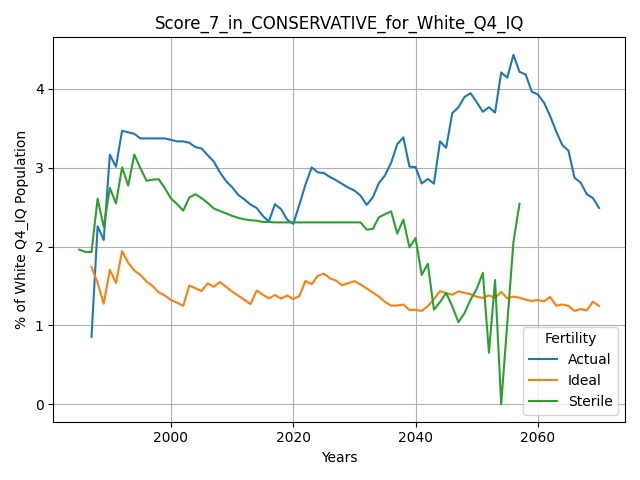 Score_7_in_CONSERVATIVE_for_White_Q4_IQ
% of White Q4_IQ Population
4
3
2
1
0
2000
2020
2040
2060
Years
Fertility
Actual
Ideal
Sterile